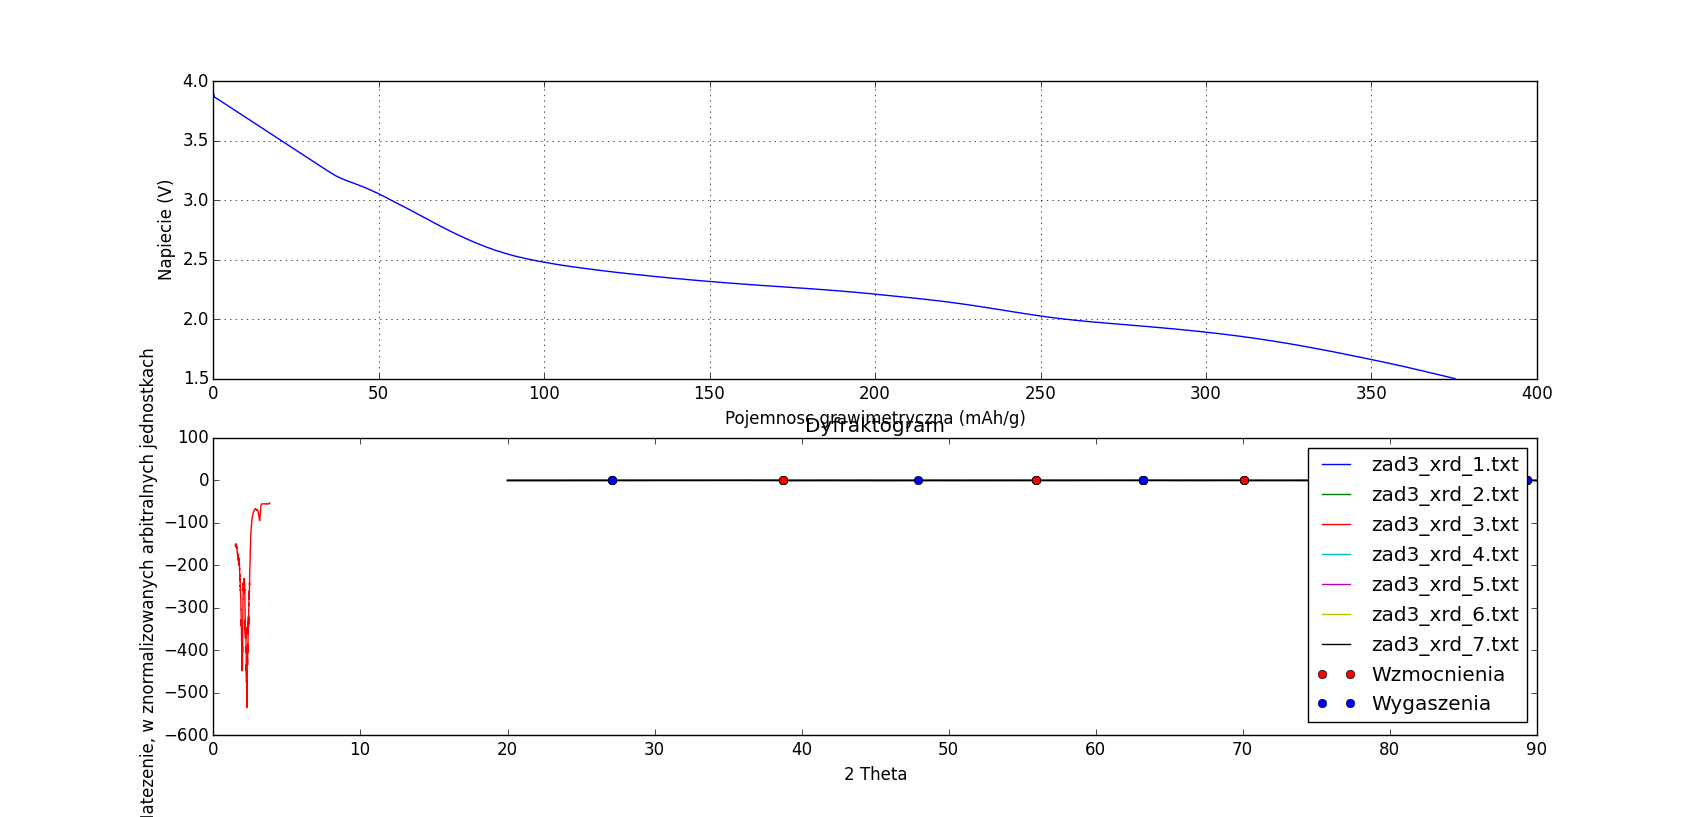 4.0
3.5
3.0
2.5
2.0
1.5
Napiecie (V)
0 50 100 150 200 250 300 350 400
Pojemnosc grawimetryczna (mAh/g)
Dyfraktogram
100
0
−100
−200
−300
−400
−500
−600
latezenie, w znormalizowanych arbitralnych jednostkach
zad3_xrd_1.txt
zad3_xrd_2.txt
zad3_xrd_3.txt
zad3_xrd_4.txt
zad3_xrd_5.txt
zad3_xrd_6.txt
zad3_xrd_7.txt
Wzmocnienia
Wygaszenia
0 10 20 30 40 50 60 70 80 90
2 Theta